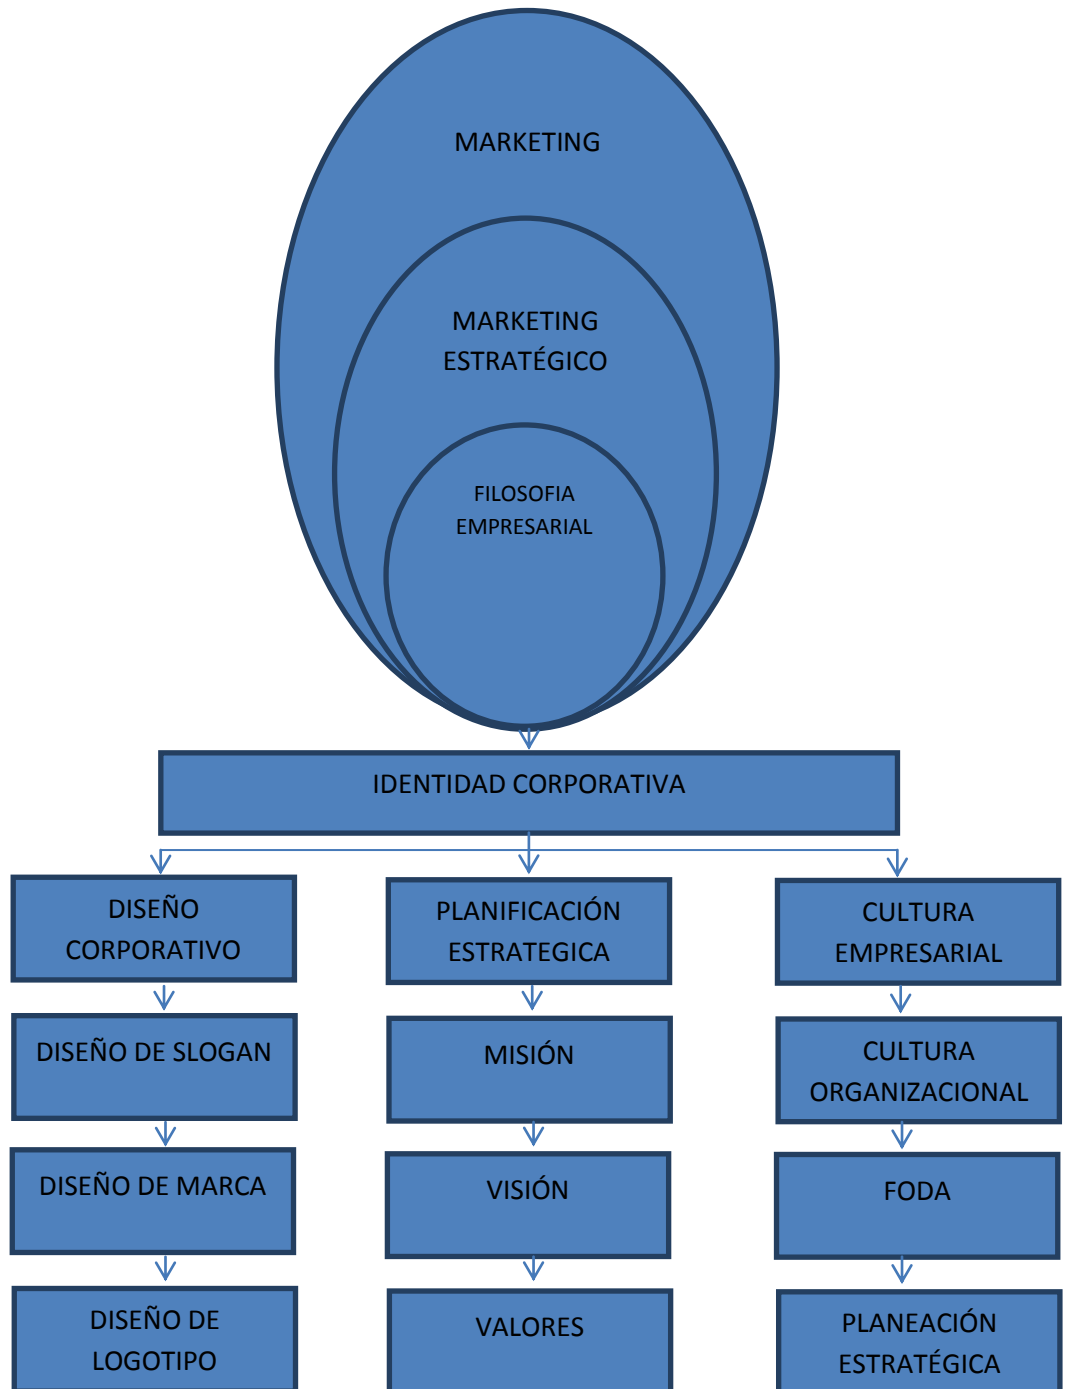 MARKETING
MARKETING
ESTRATÉGICO
FILOSOFIA
EMPRESARIAL
IDENTIDAD CORPORATIVA
DISEÑO
CORPORATIVO
PLANIFICACIÓN
ESTRATEGICA
CULTURA
EMPRESARIAL
DISEÑO DE SLOGAN
MISIÓN
CULTURA
ORGANIZACIONAL
DISEÑO DE MARCA
VISIÓN
FODA
DISEÑO DE
LOGOTIPO
VALORES
PLANEACIÓN
ESTRATÉGICA